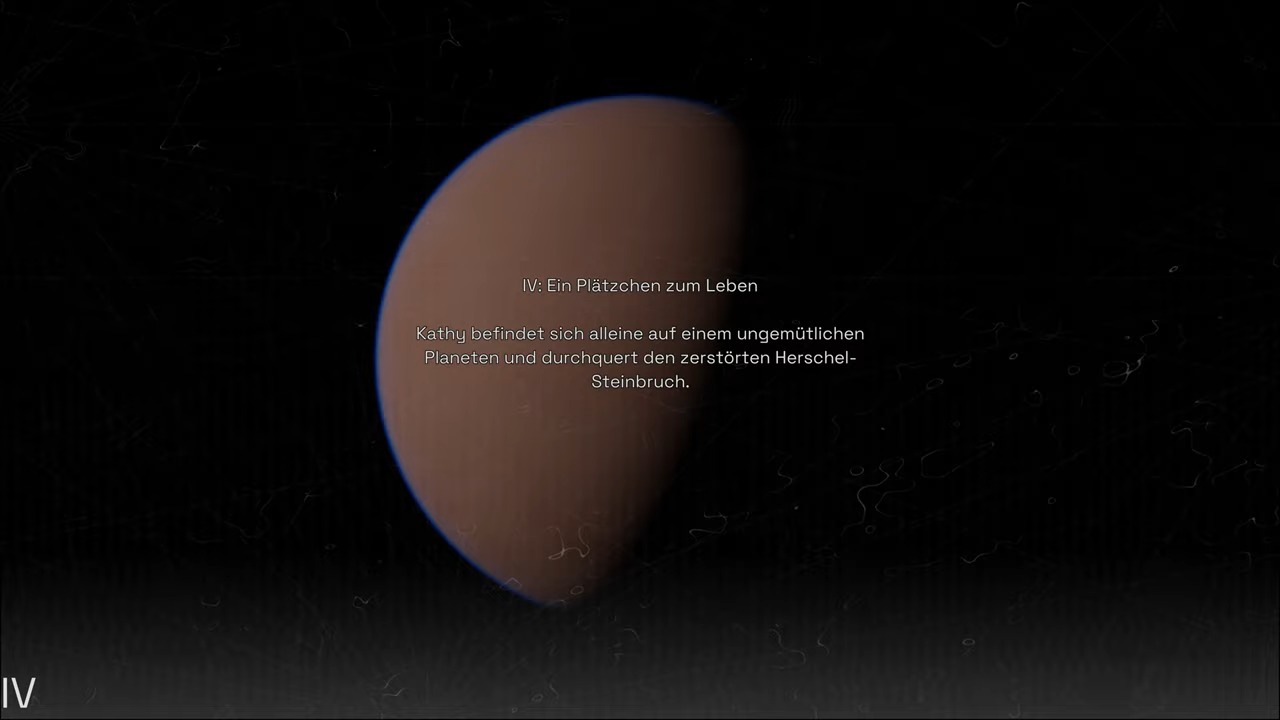 IV: Ein Plätzchen zum Leben
Kathy befindet sich alleine auf einem ungemütlichen
Planeten und durchquert den zerstörten Herschel-
Steinbruch.
IV